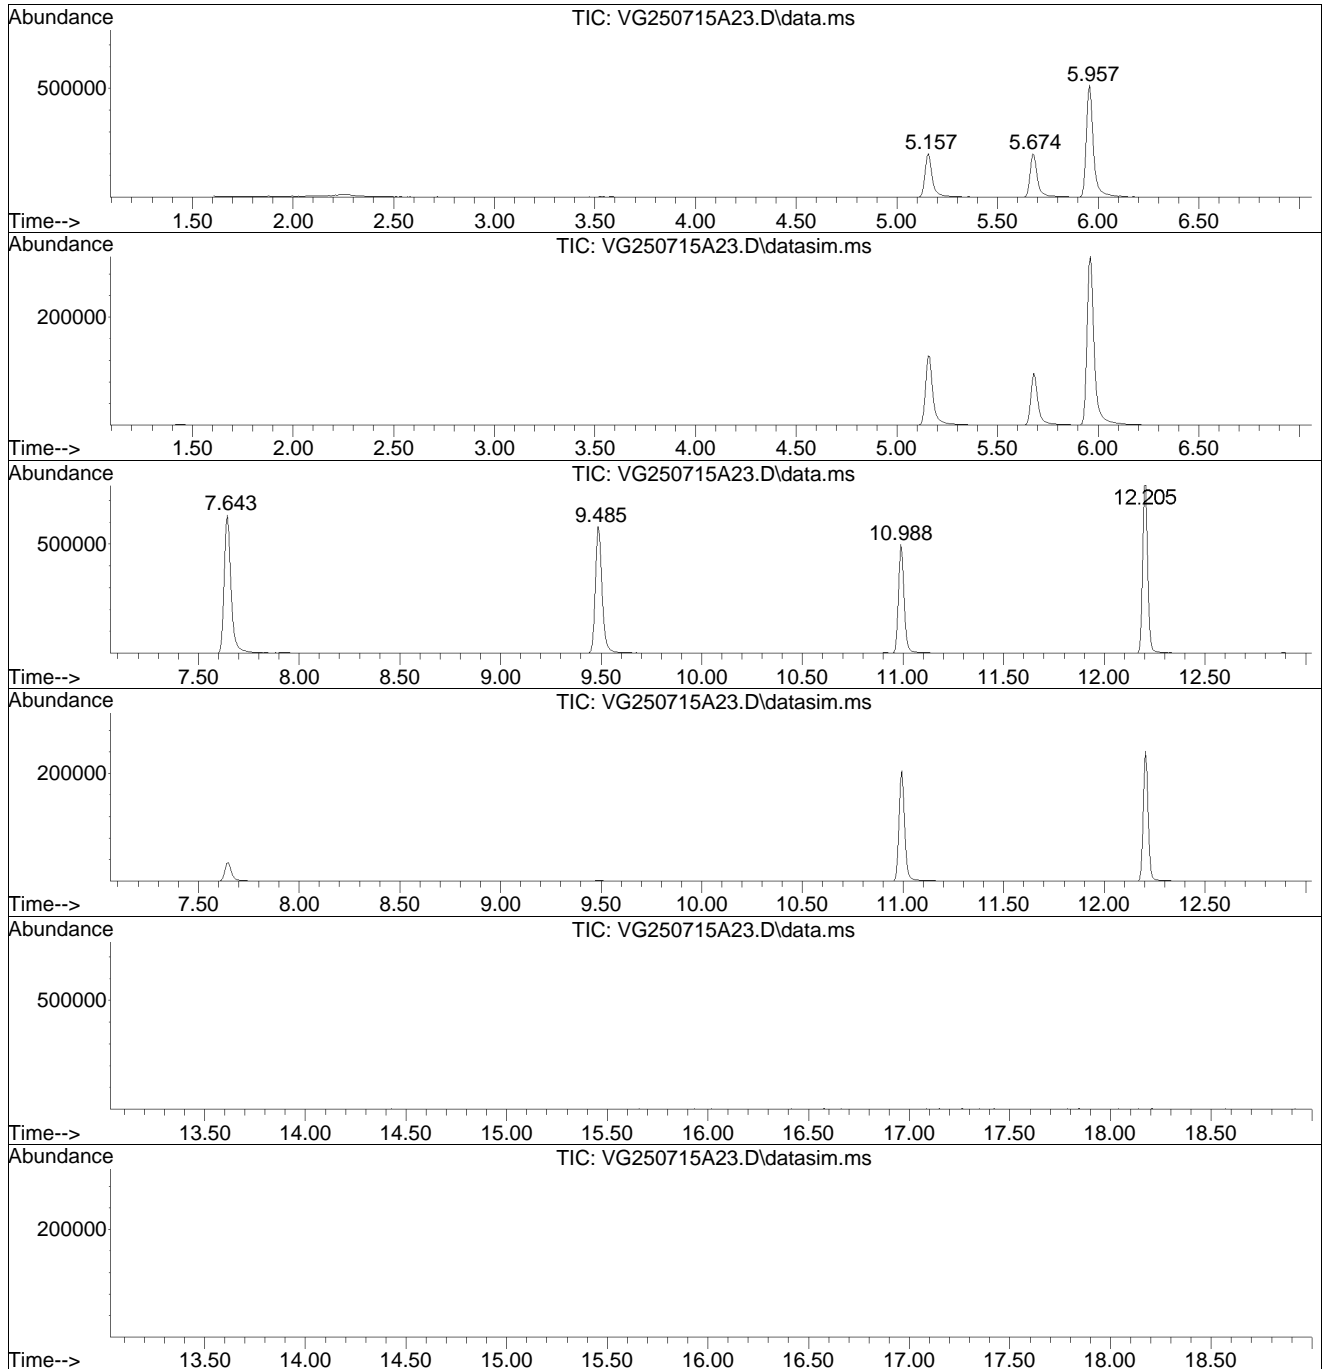 Abundance TIC: VG250715A23.D\data.ms
5.957
500000
5.157 5.674
Time--> 1.50 2.00 2.50 3.00 3.50 4.00 4.50 5.00 5.50 6.00 6.50
Abundance TIC: VG250715A23.D\datasim.ms
200000
Time--> 1.50 2.00 2.50 3.00 3.50 4.00 4.50 5.00 5.50 6.00 6.50
Abundance TIC: VG250715A23.D\data.ms
7.643 9.485 10.988 12.205
500000
Time--> 7.50 8.00 8.50 9.00 9.50 10.00 10.50 11.00 11.50 12.00 12.50
Abundance TIC: VG250715A23.D\datasim.ms
200000
Time--> 7.50 8.00 8.50 9.00 9.50 10.00 10.50 11.00 11.50 12.00 12.50
Abundance TIC: VG250715A23.D\data.ms
500000
Time--> 13.50 14.00 14.50 15.00 15.50 16.00 16.50 17.00 17.50 18.00 18.50
Abundance TIC: VG250715A23.D\datasim.ms
200000
Time--> 13.50 14.00 14.50 15.00 15.50 16.00 16.50 17.00 17.50 18.00 18.50